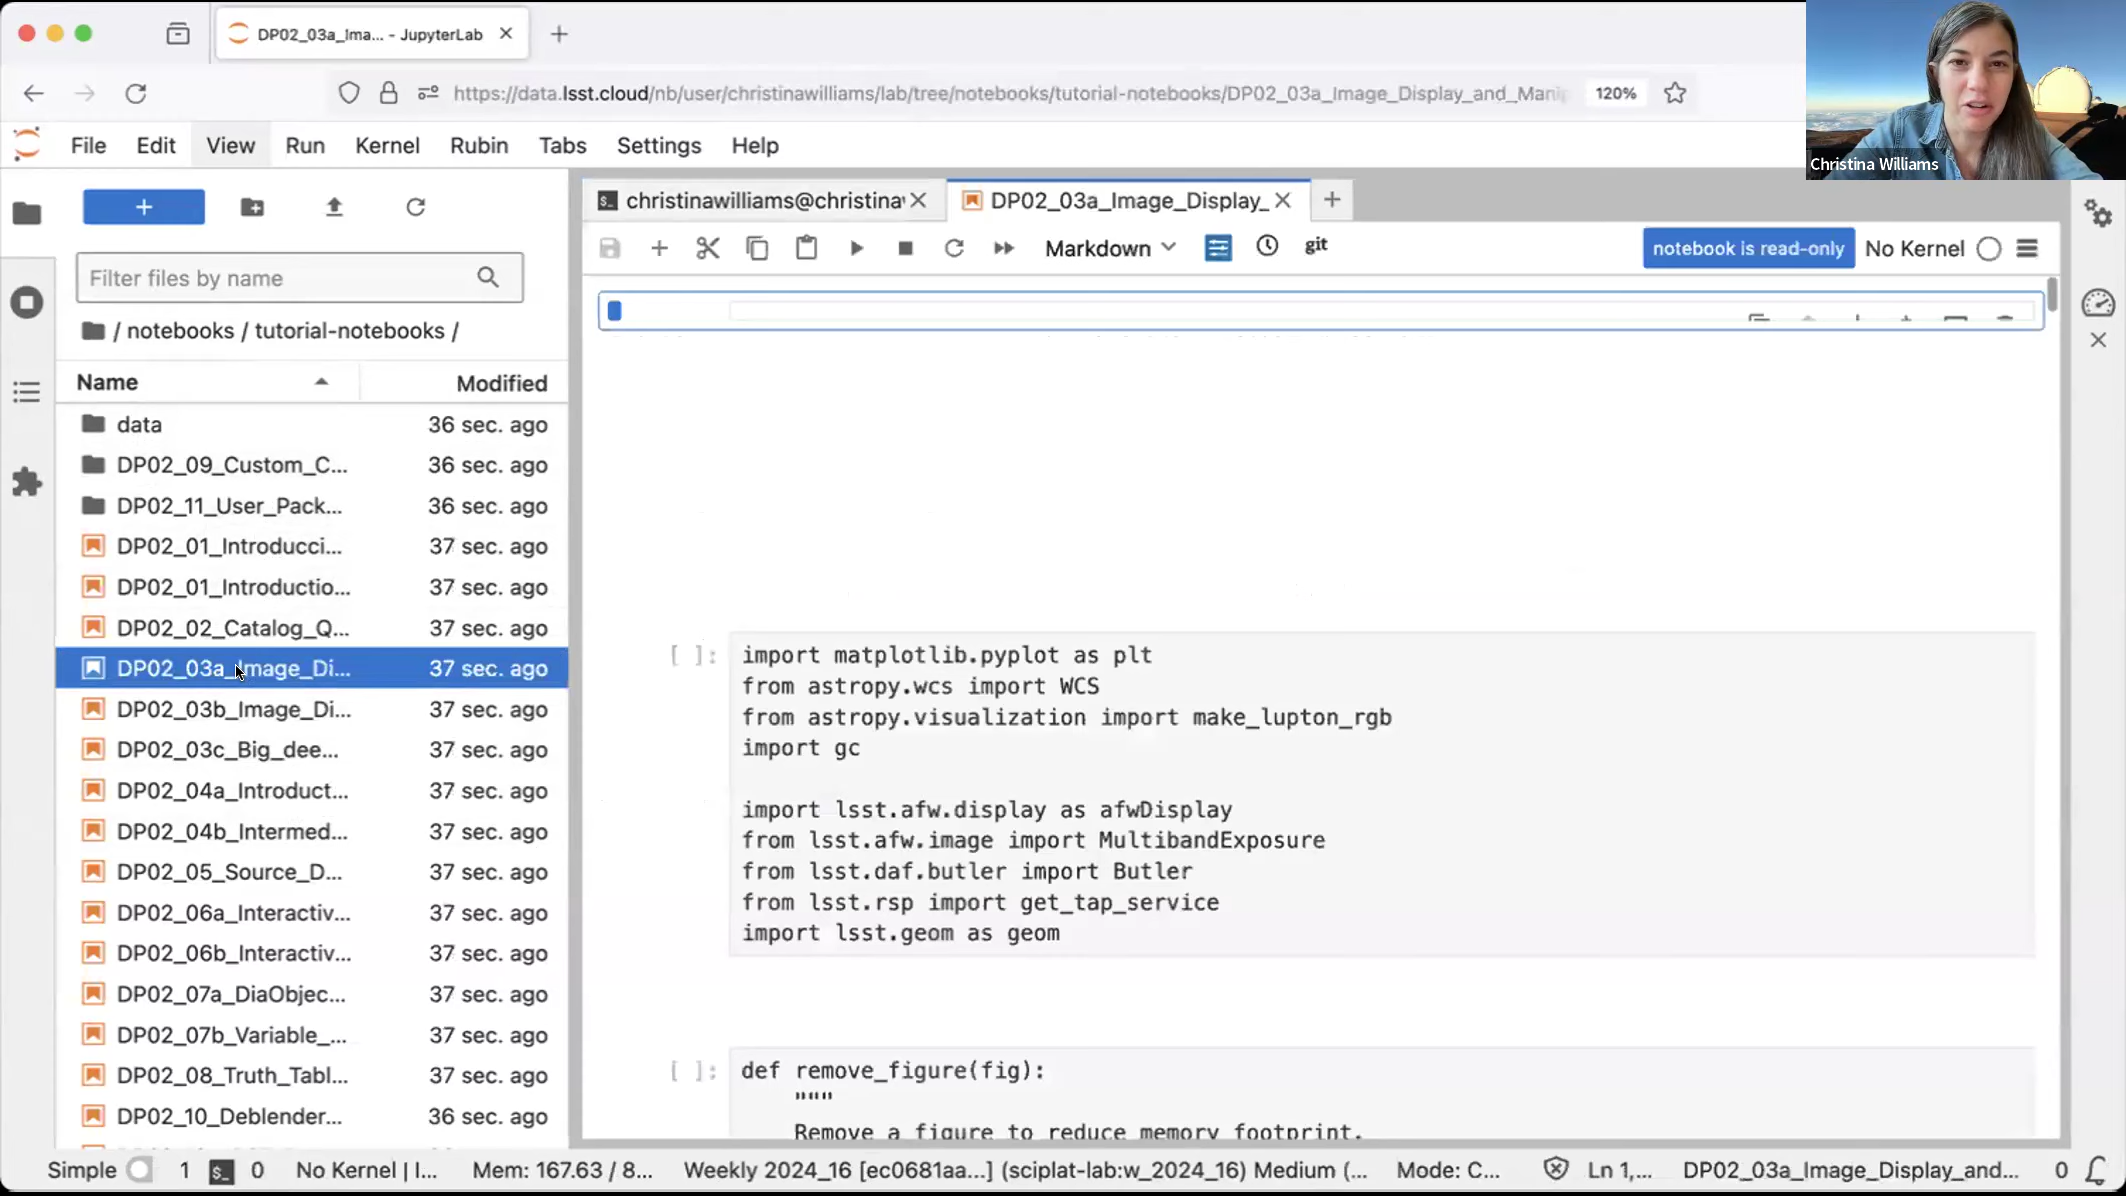 DP02_03a_Ima... - JupyterLab
https://data.lsst.cloud/nb/user/christinawilliams/lab/tree/notebooks/tutorial-notebooks/DP02_03a_Image_Display_and_Manip
120%
Christina Williams
File Edit View Run Kernel Rubin Tabs Settings Help
christinawilliams@christina
DP02_03a_Image_Display_
Markdown
git
notebook is read-only
No Kernel
Filter files by name
/ notebooks / tutorial-notebooks /
Name Modified
data 36 sec. ago
DP02_09_Custom_C... 36 sec. ago
DP02_11_User_Pack... 36 sec. ago
DP02_01_Introducci... 37 sec. ago
DP02_01_Introductio... 37 sec. ago
DP02_02_Catalog_Q... 37 sec. ago
DP02_03a_Image_Di... 37 sec. ago
DP02_03b_Image_Di... 37 sec. ago
DP02_03c_Big_dee... 37 sec. ago
DP02_04a_Introduct... 37 sec. ago
DP02_04b_Intermed... 37 sec. ago
DP02_05_Source_D... 37 sec. ago
DP02_06a_Interactiv... 37 sec. ago
DP02_06b_Interactiv... 37 sec. ago
DP02_07a_DiaObjec... 37 sec. ago
DP02_07b_Variable_... 37 sec. ago
DP02_08_Truth_Tabl... 37 sec. ago
DP02_10_Deblender... 36 sec. ago
[ ]:
import matplotlib.pyplot as plt
from astropy.wcs import WCS
from astropy.visualization import make_lupton_rgb
import gc
import lsst.afw.display as afwDisplay
from lsst.afw.image import MultibandExposure
from lsst.daf.butler import Butler
from lsst.rsp import get_tap_service
import lsst.geom as geom
[ ]:
def remove_figure(fig):
"""
Remove a figure to reduce memory footprint.
Simple 1 $_ 0 No Kernel | I... Mem: 167.63 / 8... Weekly 2024_16 [ec0681aa...] (sciplat-lab:w_2024_16) Medium (... Mode: C... Ln 1,... DP02_03a_Image_Display_and... 0